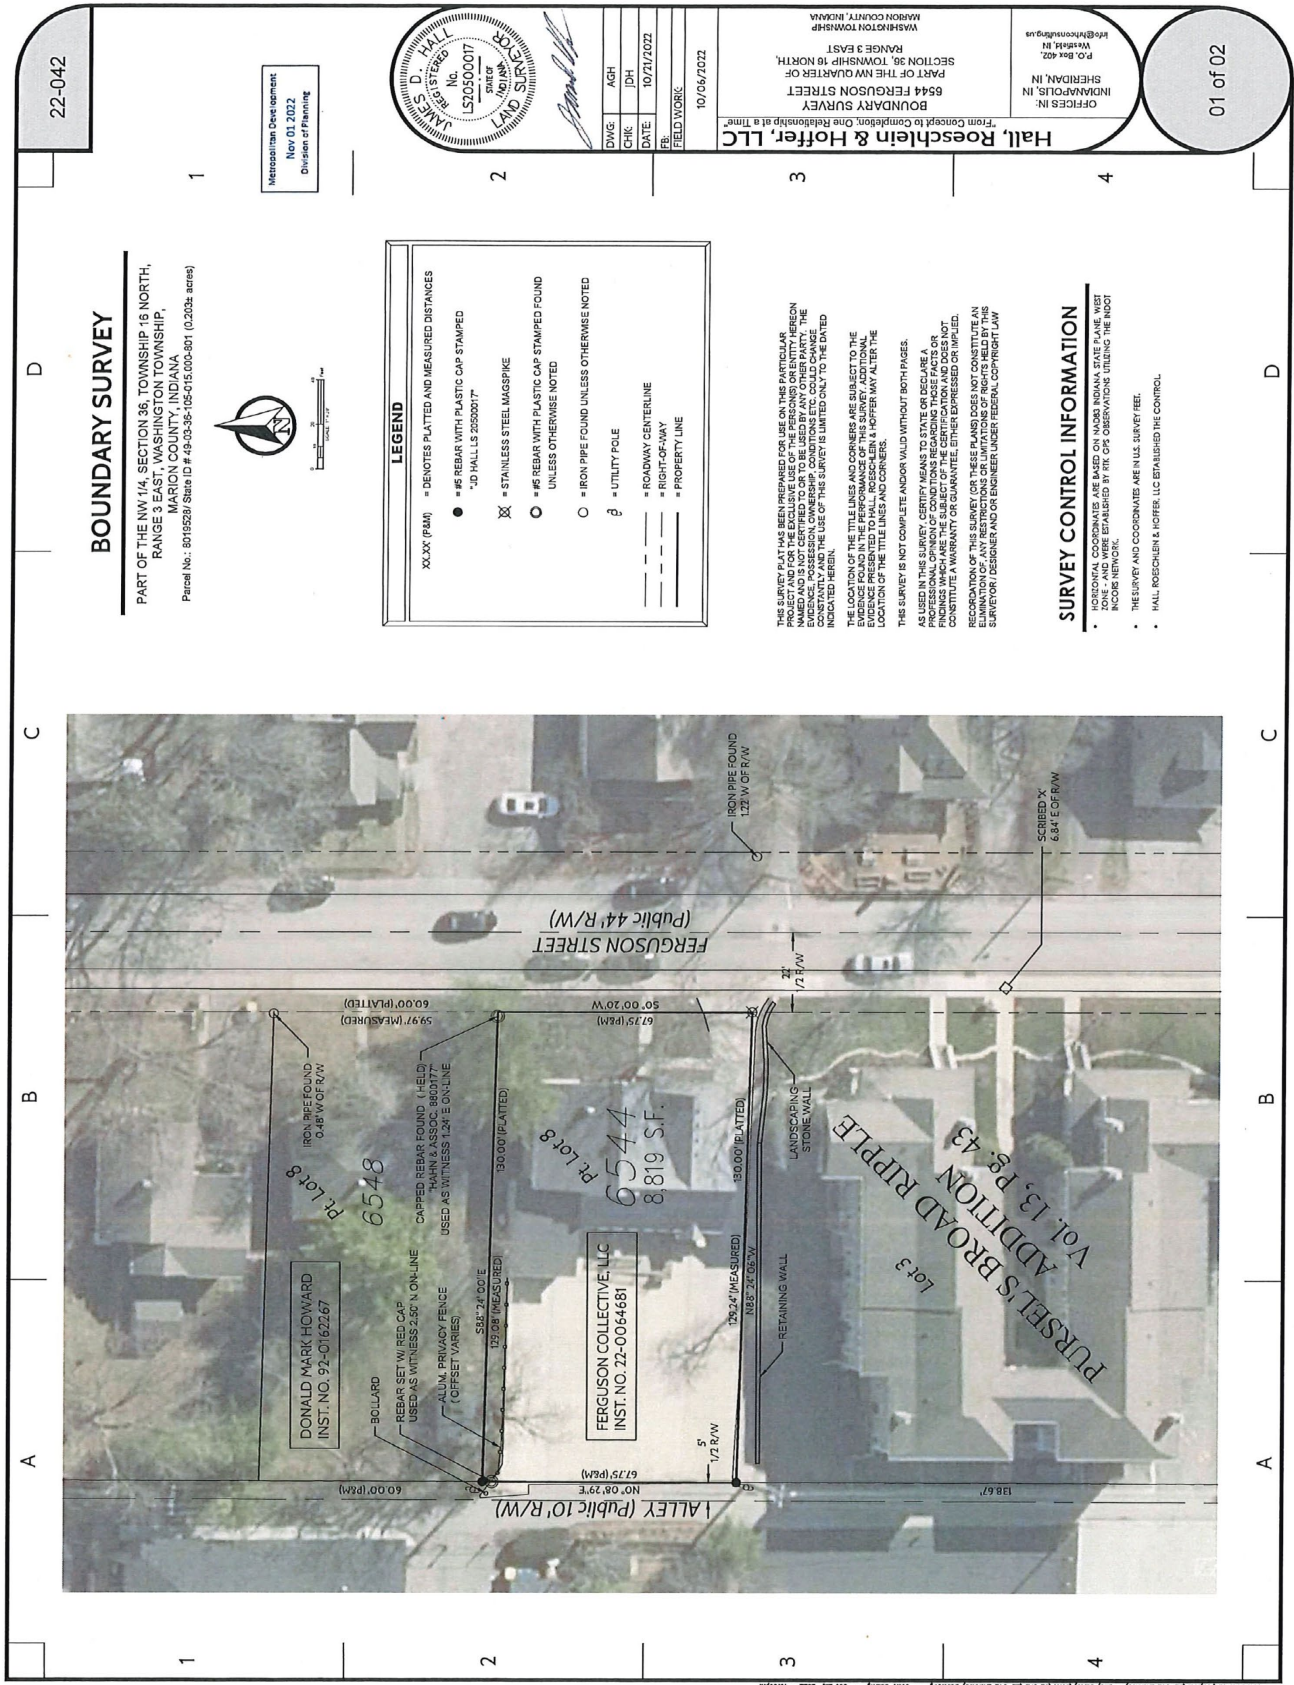 22-042
Metropolitan Development
Nov 01 2022
Division of Planning
BOUNDARY SURVEY
PART OF THE NW 1/4, SECTION 36, TOWNSHIP 16 NORTH,
RANGE 3 EAST, WASHINGTON TOWNSHIP,
MARION COUNTY, INDIANA
Parcel No.: 8019528/ State ID # 49-03-36-105-015.000-801 (0.203± acres)
N
LEGEND
XX.XX' (P&M) = DENOTES PLATTED AND MEASURED DISTANCES
= #5 REBAR WITH PLASTIC CAP STAMPED
"JD HALL LS 20500017"
= STAINLESS STEEL MAGSPIKE
= #5 REBAR WITH PLASTIC CAP STAMPED FOUND
UNLESS OTHERWISE NOTED
= IRON PIPE FOUND UNLESS OTHERWISE NOTED
= UTILITY POLE
= ROADWAY CENTERLINE
= RIGHT-OF-WAY
= PROPERTY LINE
THIS SURVEY PLAT HAS BEEN PREPARED FOR USE ON THIS PARTICULAR
PROJECT AND FOR THE EXCLUSIVE USE OF THE PERSON(S) OR ENTITY HEREON
NAMED AND IS NOT CERTIFIED TO OR TO BE USED BY ANY OTHER PARTY. THE
EVIDENCE, POSSESSION, OWNERSHIP, CONDITIONS ETC. COULD CHANGE
CONSTANTLY AND THE USE OF THIS SURVEY IS LIMITED ONLY TO THE DATED
INDICATED HEREIN.
THE LOCATION OF THE TITLE LINES AND CORNERS ARE SUBJECT TO THE
EVIDENCE FOUND IN THE PERFORMANCE OF THIS SURVEY. ADDITIONAL
EVIDENCE PRESENTED TO HALL, ROESCHLEIN & HOFFER MAY ALTER THE
LOCATION OF THE TITLE LINES AND CORNERS.
THIS SURVEY IS NOT COMPLETE AND/OR VALID WITHOUT BOTH PAGES.
AS USED IN THIS SURVEY, CERTIFY MEANS TO STATE OR DECLARE A
PROFESSIONAL OPINION OF CONDITIONS REGARDING THOSE FACTS OR
FINDINGS WHICH ARE THE SUBJECT OF THE CERTIFICATION AND DOES NOT
CONSTITUTE A WARRANTY OR GUARANTEE, EITHER EXPRESSED OR IMPLIED.
RECORDATION OF THIS SURVEY (OR THESE PLANS) DOES NOT CONSTITUTE AN
ELIMINATION OF, ANY RESTRICTIONS OR LIMITATIONS OF RIGHTS HELD BY THIS
SURVEYOR / DESIGNER AND OR ENGINEER UNDER FEDERAL COPYRIGHT LAW
SURVEY CONTROL INFORMATION
• HORIZONTAL COORDINATES ARE BASED ON NAD83 INDIANA STATE PLANE, WEST
ZONE - AND WERE ESTABLISHED BY RTK GPS OBSERVATIONS UTILIZING THE INDOT
INCORS NETWORK.
• THE SURVEY AND COORDINATES ARE IN U.S. SURVEY FEET.
• HALL, ROESCHLEIN & HOFFER, LLC ESTABLISHED THE CONTROL.
JAMES D. HALL
REGISTERED
No.
LS20500017
STATE OF
INDIANA
LAND SURVEYOR
DWG: AGH
CHK: JDH
DATE: 10/21/2022
FB:
FIELD WORK:
10/06/2022
Hall, Roeschlein & Hoffer, LLC
"From Concept to Completion; One Relationship at a Time"
BOUNDARY SURVEY
6544 FERGUSON STREET
PART OF THE NW QUARTER OF
SECTION 36, TOWNSHIP 16 NORTH,
RANGE 3 EAST
WASHINGTON TOWNSHIP
MARION COUNTY, INDIANA
OFFICES IN:
INDIANAPOLIS, IN
SHERIDAN, IN
P.O. Box 402,
Westfield, IN
info@hrhconsulting.us
01 of 02
A
B
C
D
1
2
3
4
A
B
C
D
1
2
3
4
FERGUSON STREET
(Public 44' R/W)
59.97' (MEASURED)
60.00' (PLATTED)
67.75' (P&M)
S0° 00' 20"W
IRON PIPE FOUND
1.22' W OF R/W
SCRIBED "X"
6.84' E OF R/W
22'
1/2 R/W
IRON PIPE FOUND
0.48' W OF R/W
CAPPED REBAR FOUND (HELD)
"HAHN & ASSOC. 8800177"
USED AS WITNESS 1.24' E ON-LINE
Pt. Lot 8
6548
DONALD MARK HOWARD
INST. NO. 92-0162267
BOLLARD
REBAR SET W/ RED CAP
USED AS WITNESS 2.50' N ON-LINE
ALUM. PRIVACY FENCE
(OFFSET VARIES)
130.00' (PLATTED)
S88° 24' 00"E
129.08' (MEASURED)
Pt. Lot 8
6544
8,819 S.F.
FERGUSON COLLECTIVE, LLC
INST. NO. 22-0064681
130.00' (PLATTED)
129.24' (MEASURED)
N88° 24' 06"W
LANDSCAPING
STONE WALL
RETAINING WALL
PURSEL'S BROAD RIPPLE
ADDITION
Vol. 13, Pg. 43
Lot 3
60.00' (P&M)
67.75' (P&M)
N0° 08' 29"E
5'
1/2 R/W
138.67'
ALLEY (Public 10' R/W)